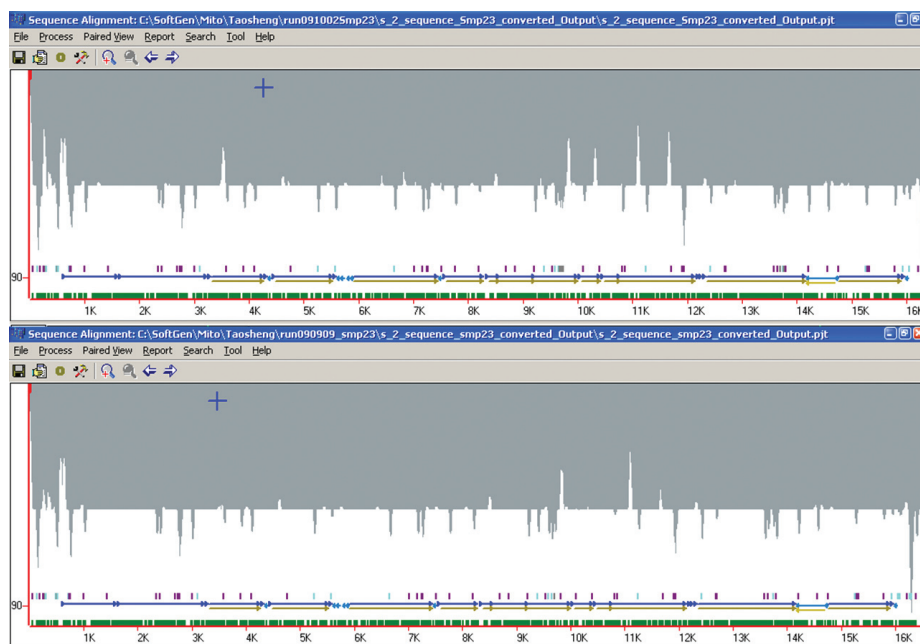 Sequence Alignment: C:\SoftGen\Mito\Taosheng\run091002Smp23\s_2_sequence_Smp23_converted_Output\s_2_sequence_Smp23_converted_Output.pjt
File Process Paired View Report Search Tool Help
90
1K 2K 3K 4K 5K 6K 7K 8K 9K 10K 11K 12K 13K 14K 15K 16K
Sequence Alignment: C:\SoftGen\Mito\Taosheng\run090909_smp23\s_2_sequence_smp23_converted_Output\s_2_sequence_smp23_converted_Output.pjt
File Process Paired View Report Search Tool Help
90
1K 2K 3K 4K 5K 6K 7K 8K 9K 10K 11K 12K 13K 14K 15K 16K